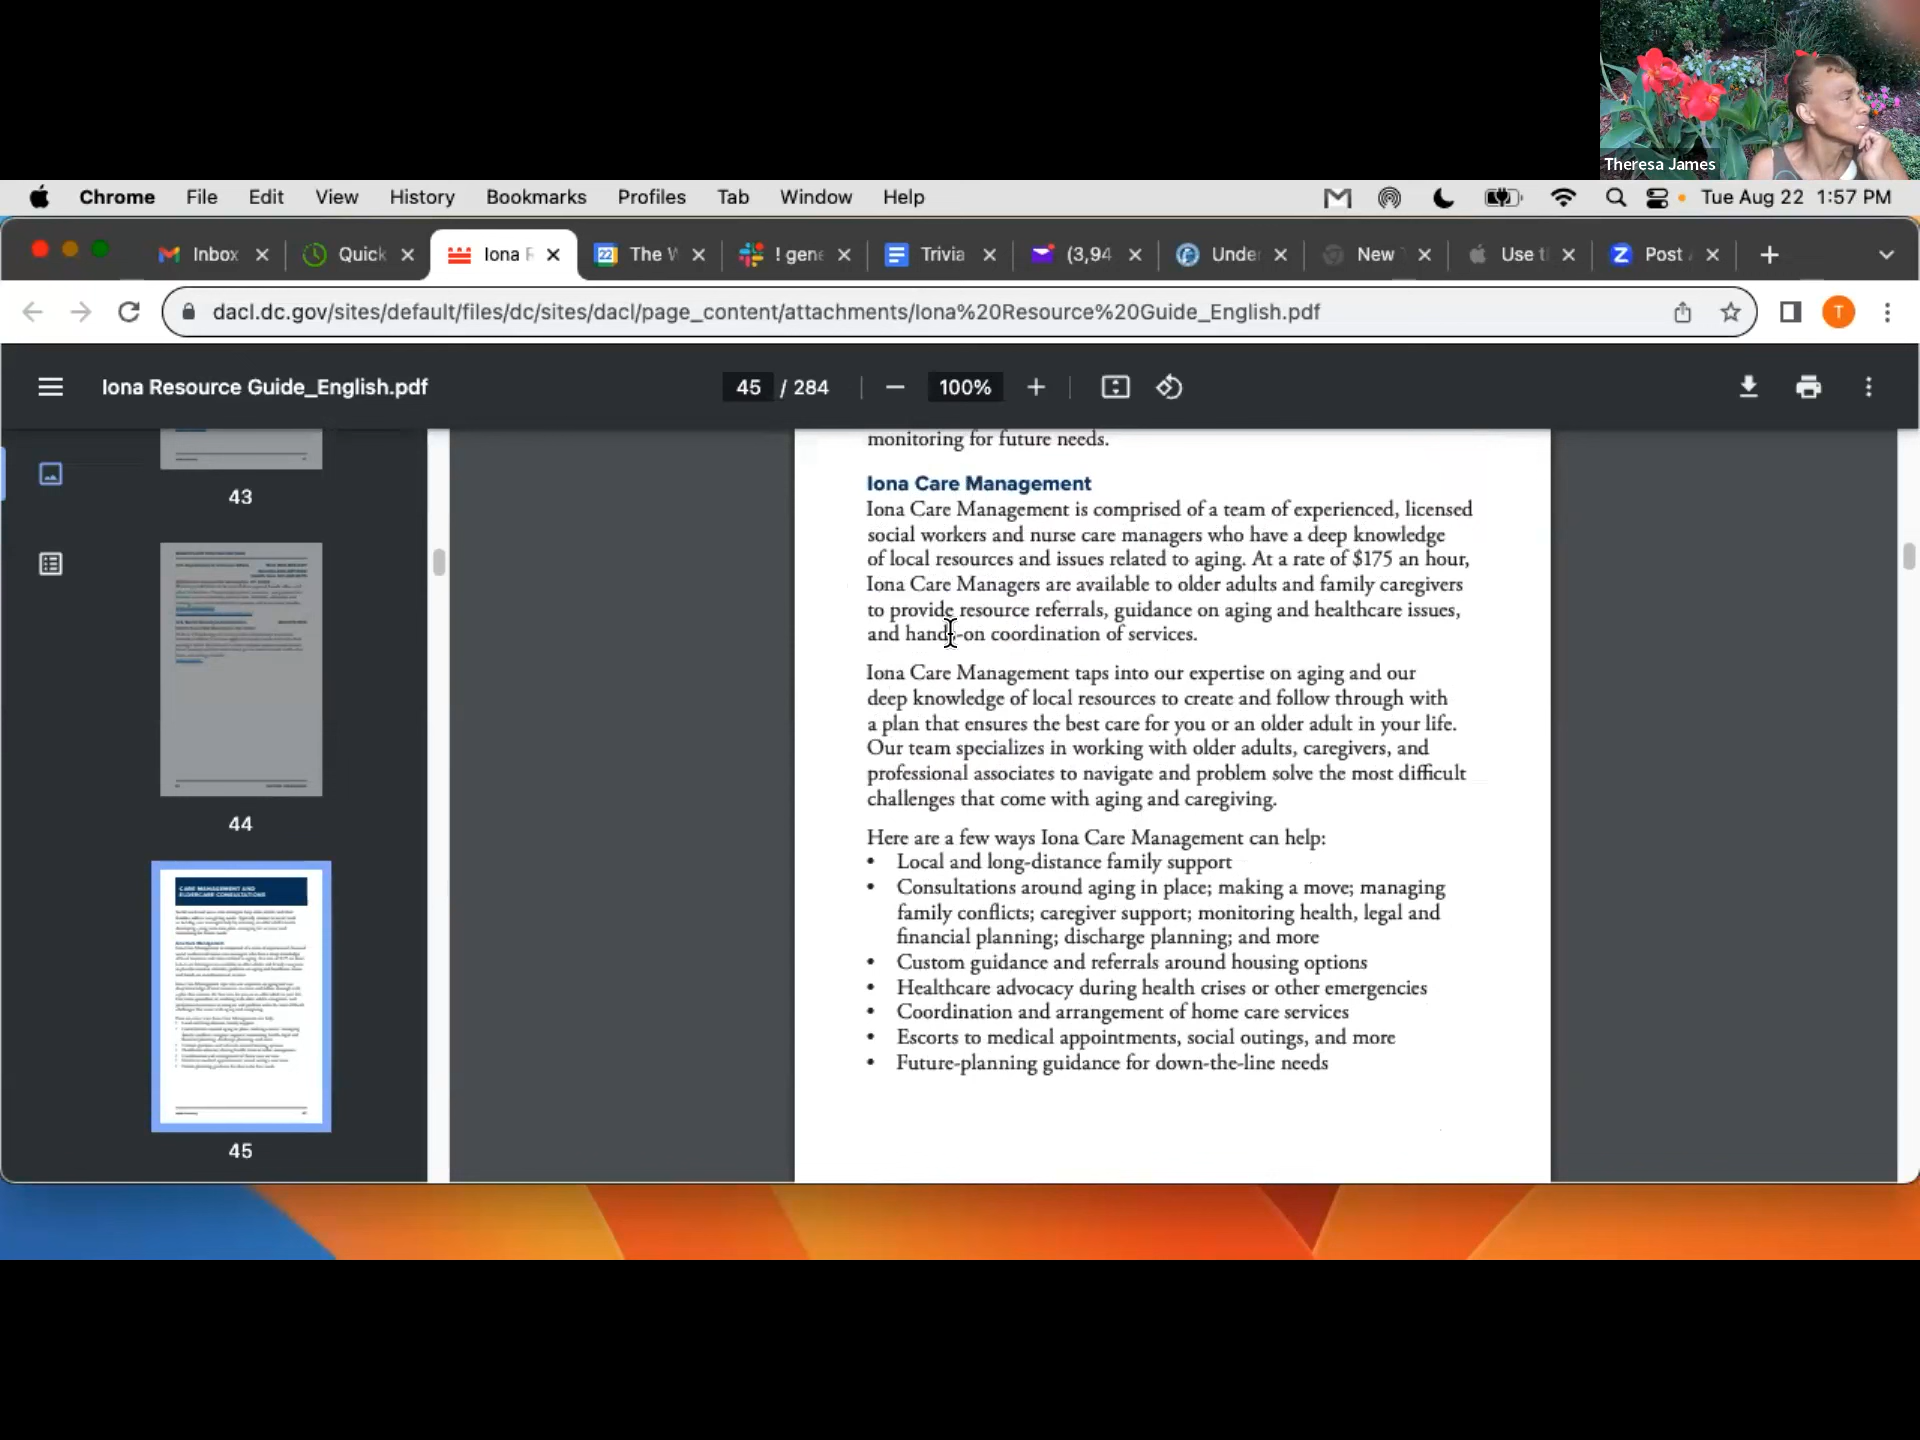 Theresa James
Chrome File Edit View History Bookmarks Profiles Tab Window Help Tue Aug 22 1:57 PM
Inbox Quick Iona R 22 The W ! gene Trivia (3,94 Under New Use t Post
dacl.dc.gov/sites/default/files/dc/sites/dacl/page_content/attachments/Iona%20Resource%20Guide_English.pdf T
Iona Resource Guide_English.pdf 45 / 284 100%
43
44
CARE MANAGEMENT AND
ELDERCARE CONSULTATIONS
45
monitoring for future needs.
Iona Care Management
Iona Care Management is comprised of a team of experienced, licensed
social workers and nurse care managers who have a deep knowledge
of local resources and issues related to aging. At a rate of $175 an hour,
Iona Care Managers are available to older adults and family caregivers
to provide resource referrals, guidance on aging and healthcare issues,
and hands-on coordination of services.
Iona Care Management taps into our expertise on aging and our
deep knowledge of local resources to create and follow through with
a plan that ensures the best care for you or an older adult in your life.
Our team specializes in working with older adults, caregivers, and
professional associates to navigate and problem solve the most difficult
challenges that come with aging and caregiving.
Here are a few ways Iona Care Management can help:
• Local and long-distance family support
• Consultations around aging in place; making a move; managing
family conflicts; caregiver support; monitoring health, legal and
financial planning; discharge planning; and more
• Custom guidance and referrals around housing options
• Healthcare advocacy during health crises or other emergencies
• Coordination and arrangement of home care services
• Escorts to medical appointments, social outings, and more
• Future-planning guidance for down-the-line needs